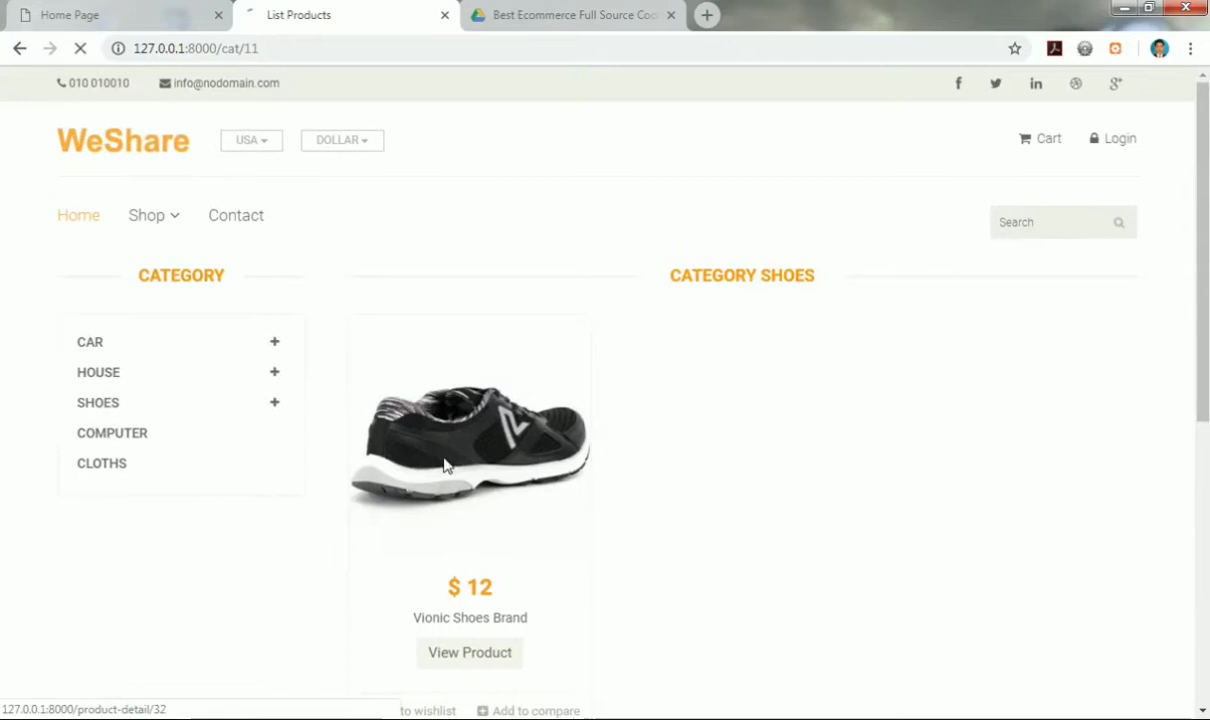 Home Page
List Products
Best Ecommerce Full Source Co
127.0.0.1:8000/cat/11
010 010010
info@nodomain.com
WeShare
USA
DOLLAR
Cart
Login
Home
Shop
Contact
Search
CATEGORY
CATEGORY SHOES
CAR
HOUSE
SHOES
COMPUTER
CLOTHS
$ 12
Vionic Shoes Brand
View Product
to wishlist
Add to compare
127.0.0.1:8000/product-detail/32